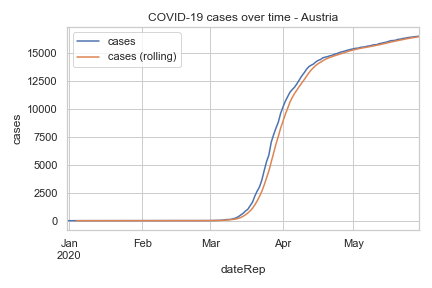 COVID-19 cases over time - Austria
cases
cases (rolling)
cases
15000
12500
10000
7500
5000
2500
0
Jan Feb Mar Apr May
2020
dateRep